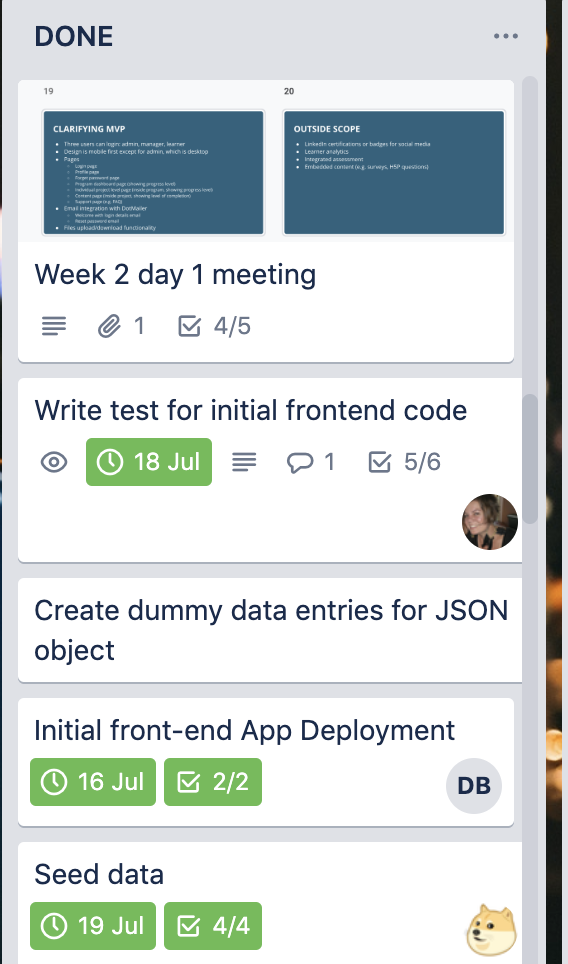 DONE
19
20
CLARIFYING MVP
Three users can login: admin, manager, learner
Design is mobile first except for admin, which is desktop
Pages
Login page
Profile page
Forget password page
Program dashboard page (showing progress level)
Individual project level page (inside program, showing progress level)
Content page (inside project, showing level of completion)
Support page (e.g. FAQ)
Email integration with DotMailer
Welcome with login details email
Reset password email
Files upload/download functionality
OUTSIDE SCOPE
LinkedIn certifications or badges for social media
Learner analytics
Integrated assessment
Embedded content (e.g. surveys, H5P questions)
Week 2 day 1 meeting
1
4/5
Write test for initial frontend code
18 Jul
1
5/6
Create dummy data entries for JSON
object
Initial front-end App Deployment
16 Jul
2/2
DB
Seed data
19 Jul
4/4